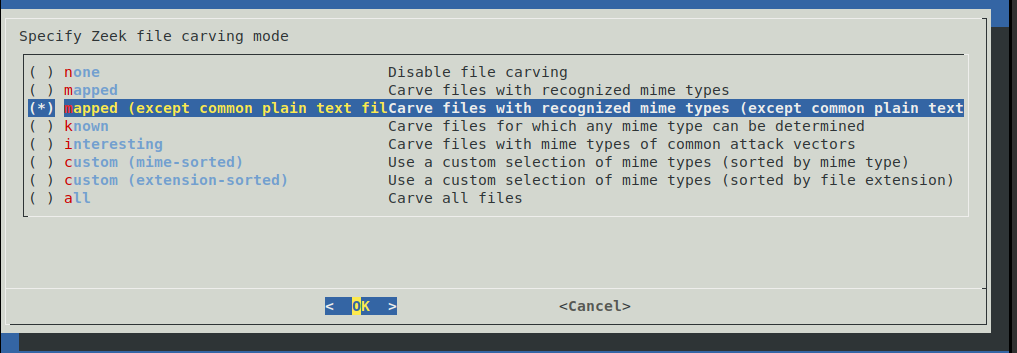 Specify Zeek file carving mode
( ) none Disable file carving
( ) mapped Carve files with recognized mime types
(*) mapped (except common plain text filCarve files with recognized mime types (except common plain text
( ) known Carve files for which any mime type can be determined
( ) interesting Carve files with mime types of common attack vectors
( ) custom (mime-sorted) Use a custom selection of mime types (sorted by mime type)
( ) custom (extension-sorted) Use a custom selection of mime types (sorted by file extension)
( ) all Carve all files
< OK > <Cancel>